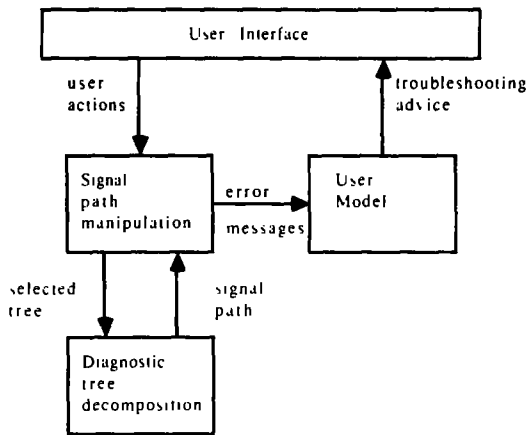 User Interface
user
actions
troubleshooting
advice
Signal
path
manipulation
error
messages
User
Model
selected
tree
signal
path
Diagnostic
tree
decomposition